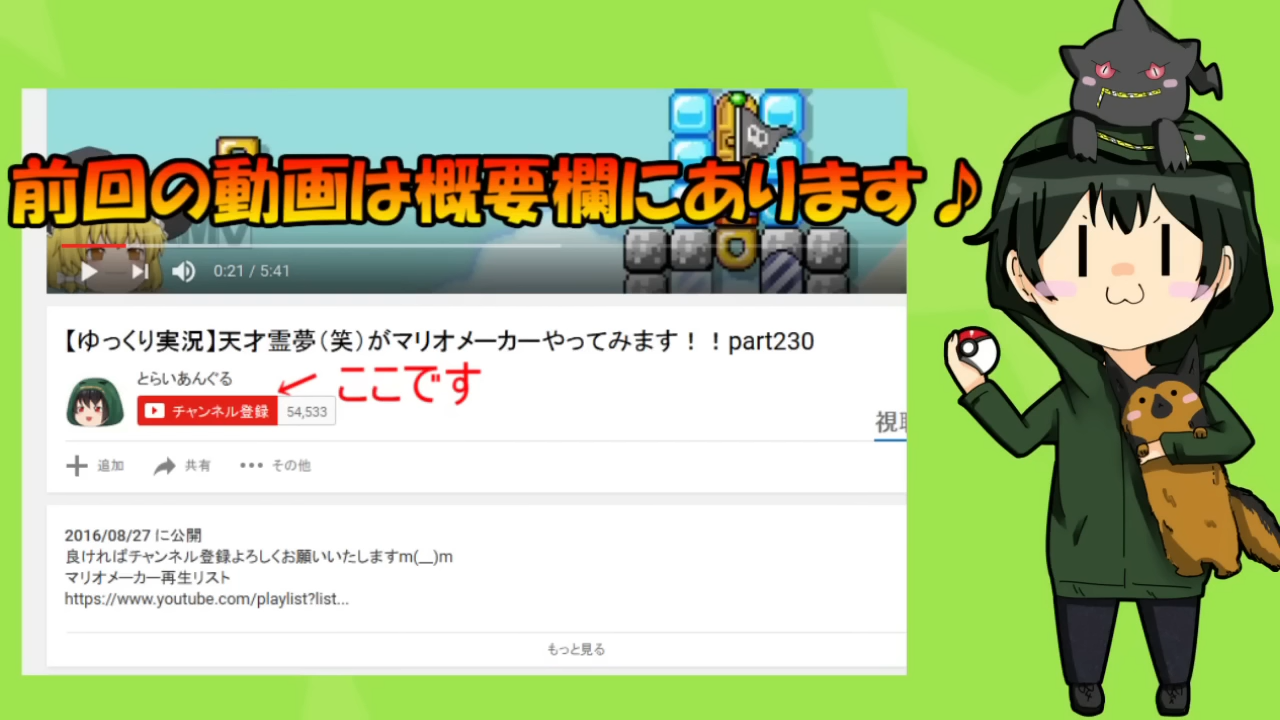 前回の動画は概要欄にあります♪
0:21 / 5:41
【ゆっくり実況】天才霊夢（笑）がマリオメーカーやってみます！！part230
とらいあんぐる
チャンネル登録 54,533
ここです
視聴
追加 共有 その他
2016/08/27 に公開
良ければチャンネル登録よろしくお願いいたしますm(__)m
マリオメーカー再生リスト
https://www.youtube.com/playlist?list...
もっと見る